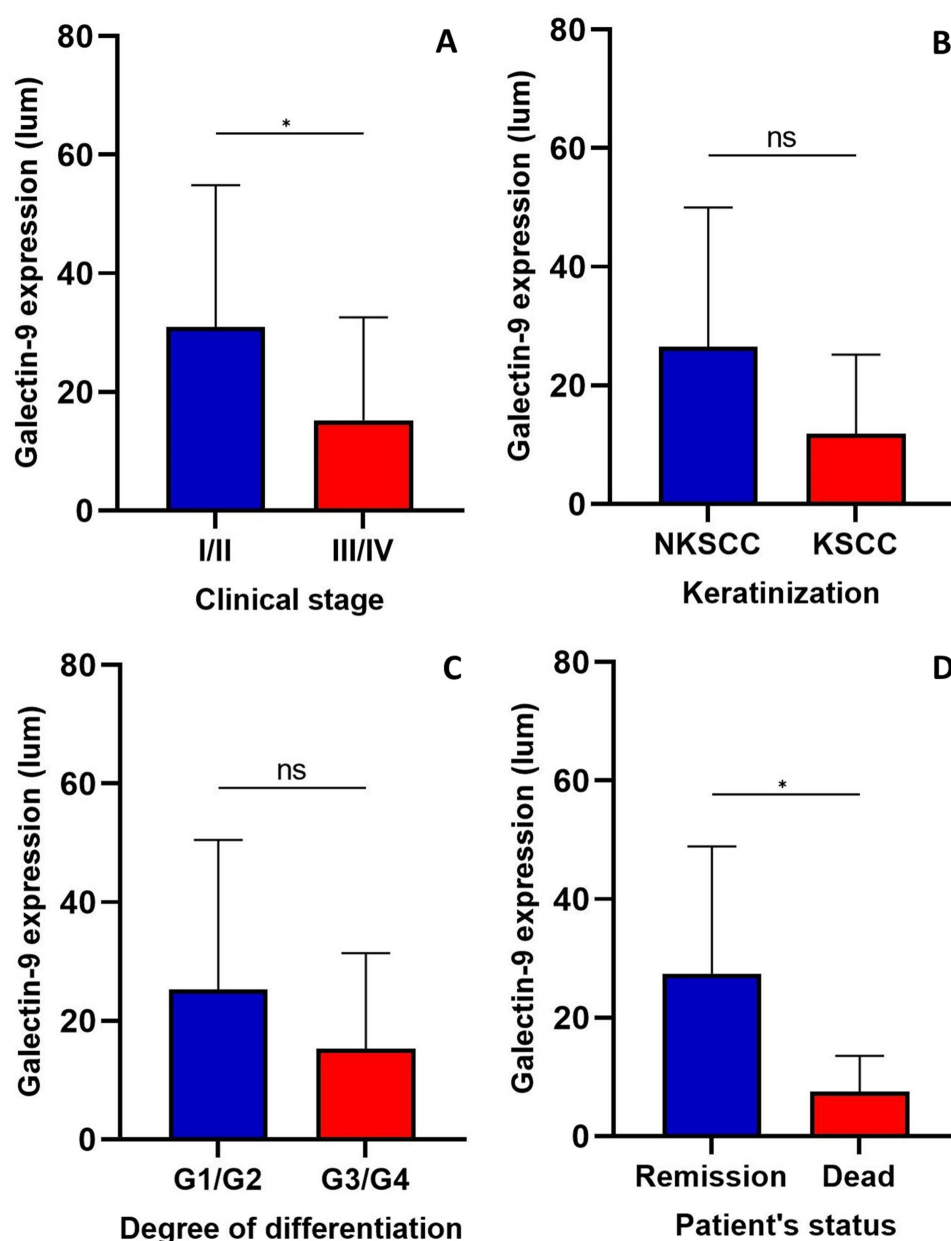 A
Galectin-9 expression (lum)
80
60
40
20
0
*
I/II III/IV
Clinical stage
B
Galectin-9 expression (lum)
80
60
40
20
0
ns
NKSCC KSCC
Keratinization
C
Galectin-9 expression (lum)
80
60
40
20
0
ns
G1/G2 G3/G4
Degree of differentiation
D
Galectin-9 expression (lum)
80
60
40
20
0
*
Remission Dead
Patient's status